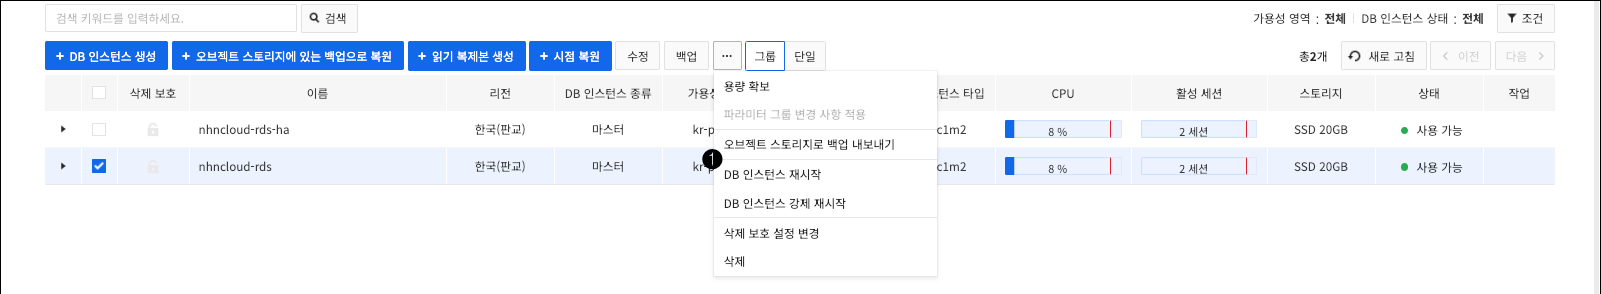 검색 키워드를 입력하세요. 검색 가용성 영역 : 전체 DB 인스턴스 상태 : 전체 조건
+ DB 인스턴스 생성 + 오브젝트 스토리지에 있는 백업으로 복원 + 읽기 복제본 생성 + 시점 복원 수정 백업 ... 그룹 단일 총2개 새로 고침 이전 다음
삭제 보호 이름 리전 DB 인스턴스 종류 가용성 타입 CPU 활성 세션 스토리지 상태 작업
nhncloud-rds-ha 한국(판교) 마스터 kr-p c1m2 8 % 2 세션 SSD 20GB 사용 가능
nhncloud-rds 한국(판교) 마스터 kr-p c1m2 8 % 2 세션 SSD 20GB 사용 가능
용량 확보
파라미터 그룹 변경 사항 적용
1 오브젝트 스토리지로 백업 내보내기
DB 인스턴스 재시작
DB 인스턴스 강제 재시작
삭제 보호 설정 변경
삭제